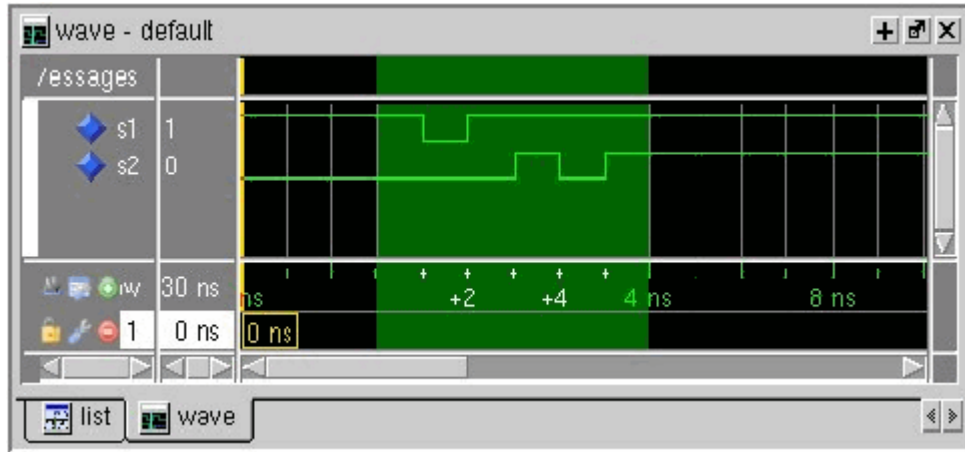 wave - default
/essages
s1 1
s2 0
30 ns
ns +2 +4 4 ns 8 ns
1 0 ns 0 ns
list wave